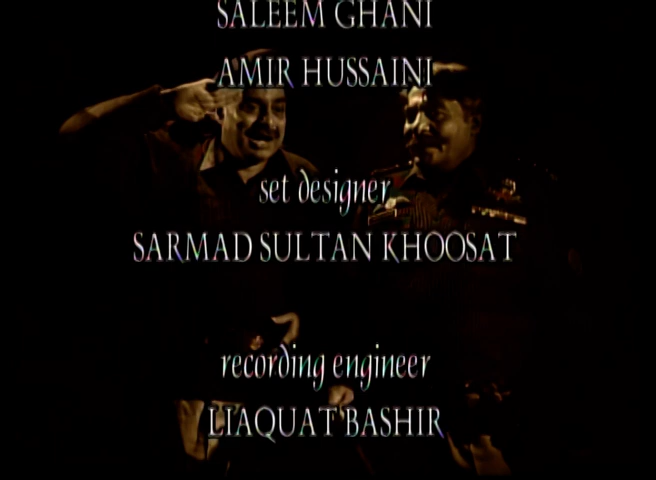 SALEEM GHANI
AMIR HUSSAINI
set designer
SARMAD SULTAN KHOOSAT
recording engineer
LIAQUAT BASHIR